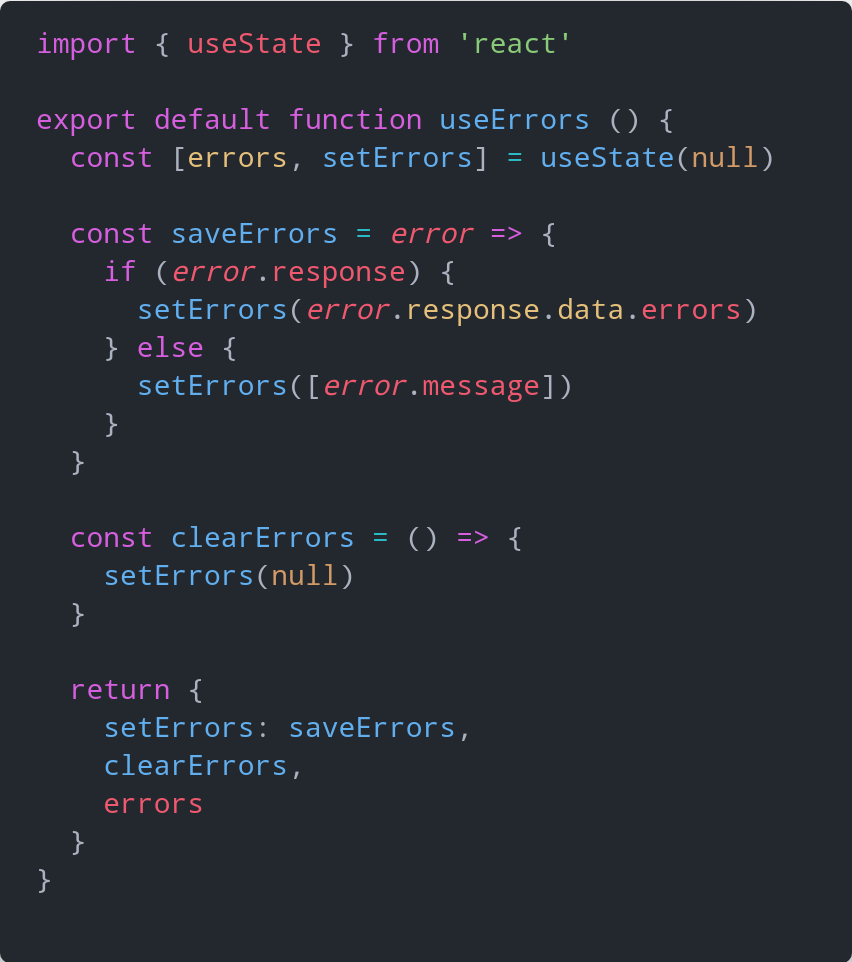 import { useState } from 'react'

export default function useErrors () {
  const [errors, setErrors] = useState(null)

  const saveErrors = error => {
    if (error.response) {
      setErrors(error.response.data.errors)
    } else {
      setErrors([error.message])
    }
  }

  const clearErrors = () => {
    setErrors(null)
  }

  return {
    setErrors: saveErrors,
    clearErrors,
    errors
  }
}